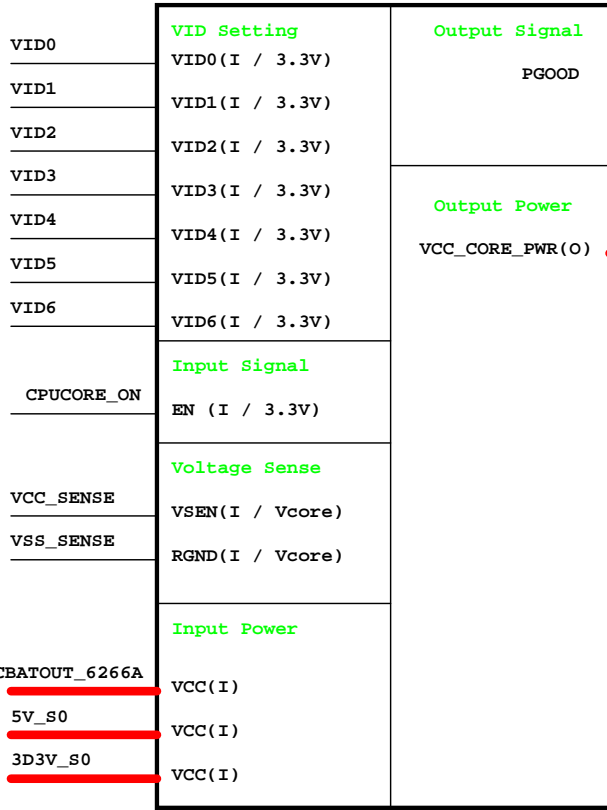 VID Setting
Output Signal
VID0
VID0(I / 3.3V)
PGOOD
VID1
VID1(I / 3.3V)
VID2
VID2(I / 3.3V)
VID3
VID3(I / 3.3V)
Output Power
VID4
VID4(I / 3.3V)
VCC_CORE_PWR(O)
VID5
VID5(I / 3.3V)
VID6
VID6(I / 3.3V)
Input Signal
CPUCORE_ON
EN (I / 3.3V)
Voltage Sense
VCC_SENSE
VSEN(I / Vcore)
VSS_SENSE
RGND(I / Vcore)
Input Power
CBATOUT_6266A
VCC(I)
5V_S0
VCC(I)
3D3V_S0
VCC(I)